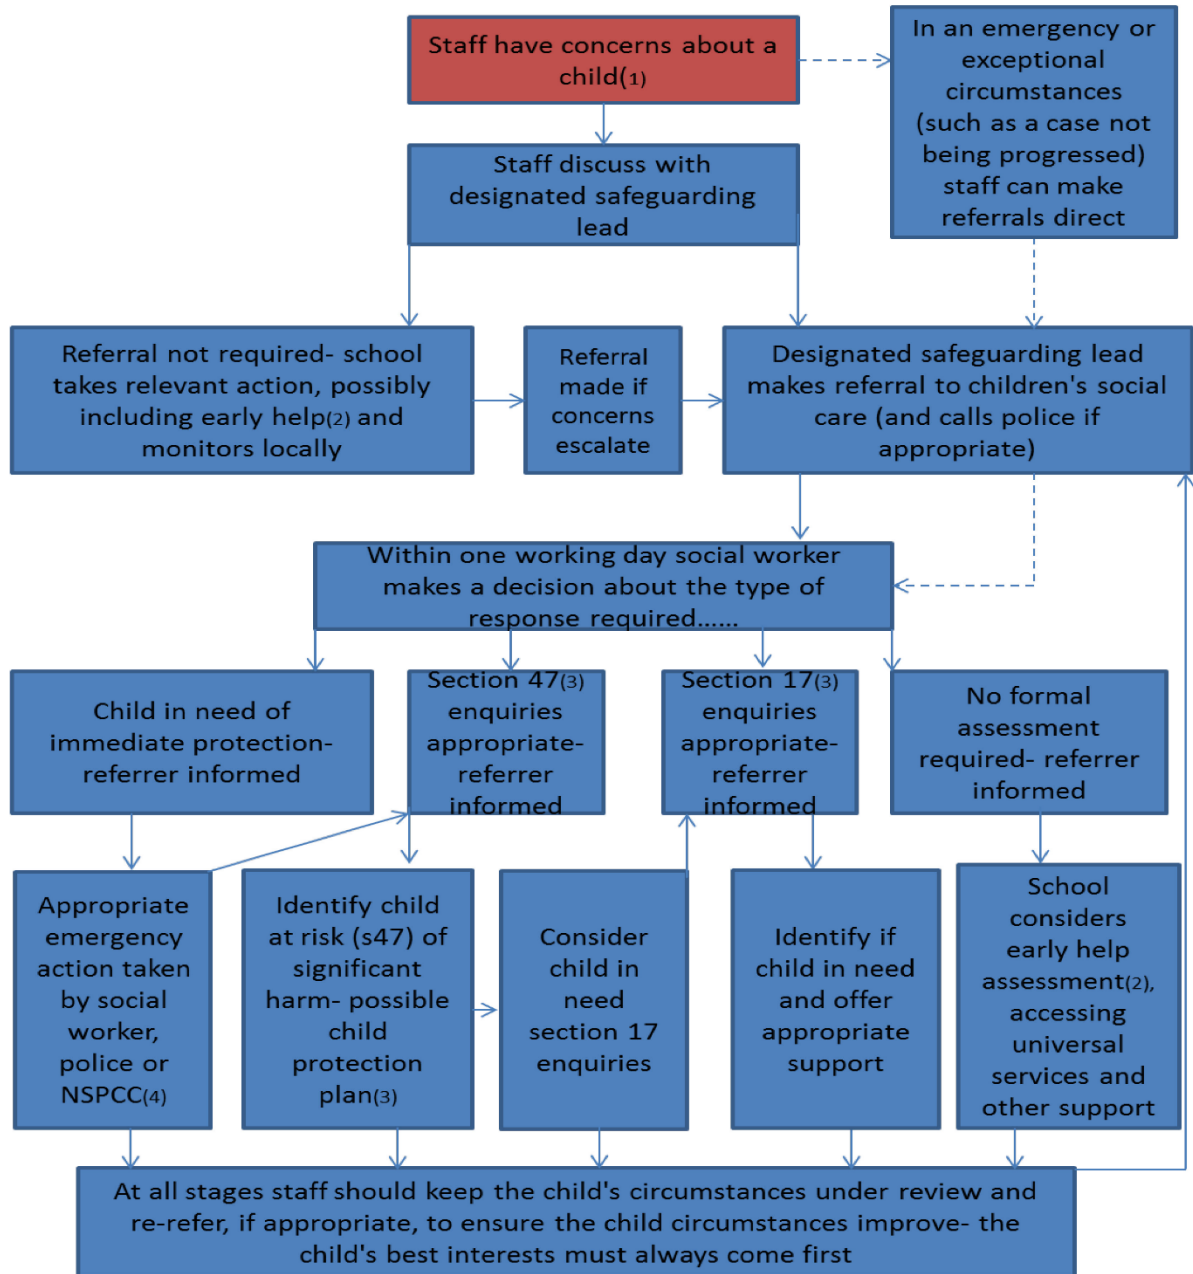 Staff have concerns about a
child(1)
In an emergency or
exceptional
circumstances
(such as a case not
being progressed)
staff can make
referrals direct
Staff discuss with
designated safeguarding
lead
Referral not required- school
takes relevant action, possibly
including early help(2) and
monitors locally
Referral
made if
concerns
escalate
Designated safeguarding lead
makes referral to children's social
care (and calls police if
appropriate)
Within one working day social worker
makes a decision about the type of
response required......
Child in need of
immediate protection-
referrer informed
Section 47(3)
enquiries
appropriate-
referrer
informed
Section 17(3)
enquiries
appropriate-
referrer
informed
No formal
assessment
required- referrer
informed
Appropriate
emergency
action taken
by social
worker,
police or
NSPCC(4)
Identify child
at risk (s47) of
significant
harm- possible
child
protection
plan(3)
Consider
child in
need
section 17
enquiries
Identify if
child in need
and offer
appropriate
support
School
considers
early help
assessment(2),
accessing
universal
services and
other support
At all stages staff should keep the child's circumstances under review and
re-refer, if appropriate, to ensure the child circumstances improve- the
child's best interests must always come first